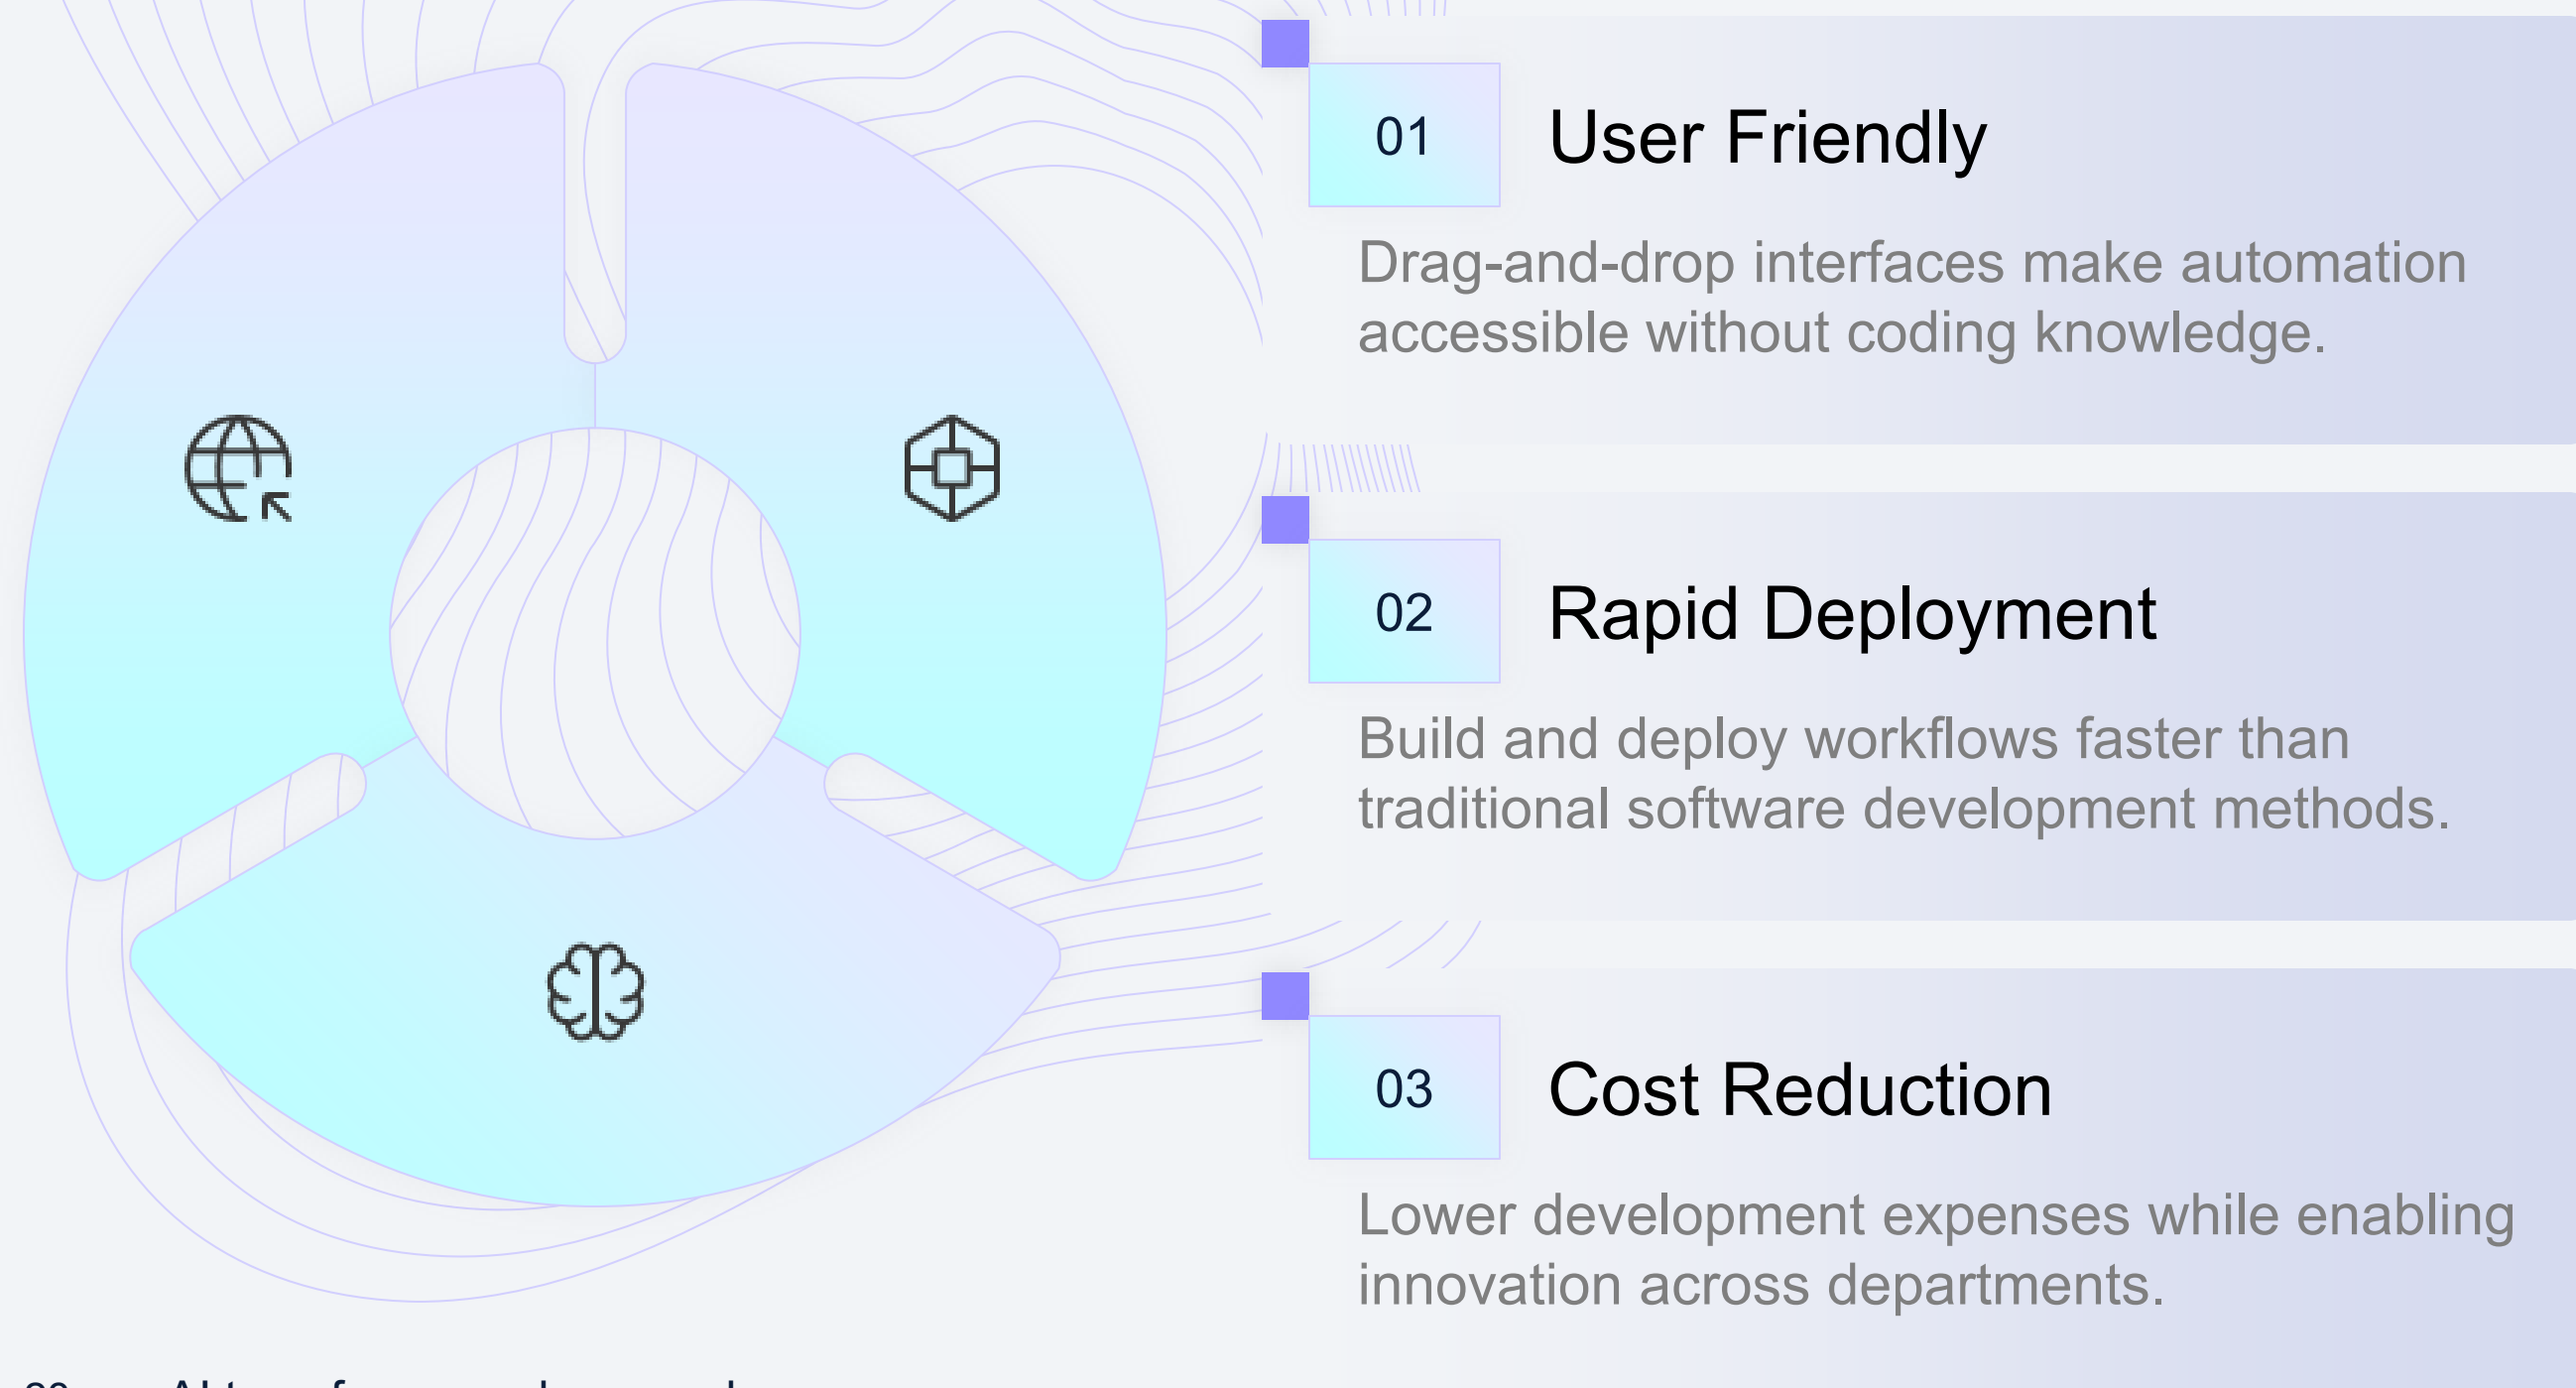 01
User Friendly
Drag-and-drop interfaces make automation
accessible without coding knowledge.
02
Rapid Deployment
Build and deploy workflows faster than
traditional software development methods.
03
Cost Reduction
Lower development expenses while enabling
innovation across departments.